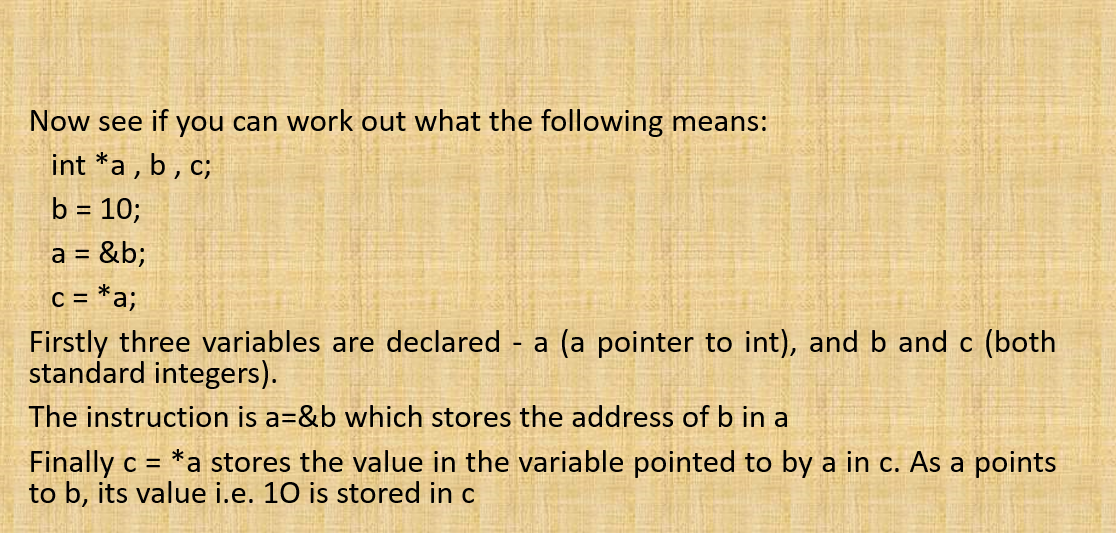 Now see if you can work out what the following means:
int *a , b , c;
b = 10;
a = &b;
c = *a;
Firstly three variables are declared - a (a pointer to int), and b and c (both
standard integers).
The instruction is a=&b which stores the address of b in a
Finally c = *a stores the value in the variable pointed to by a in c. As a points
to b, its value i.e. 1O is stored in c